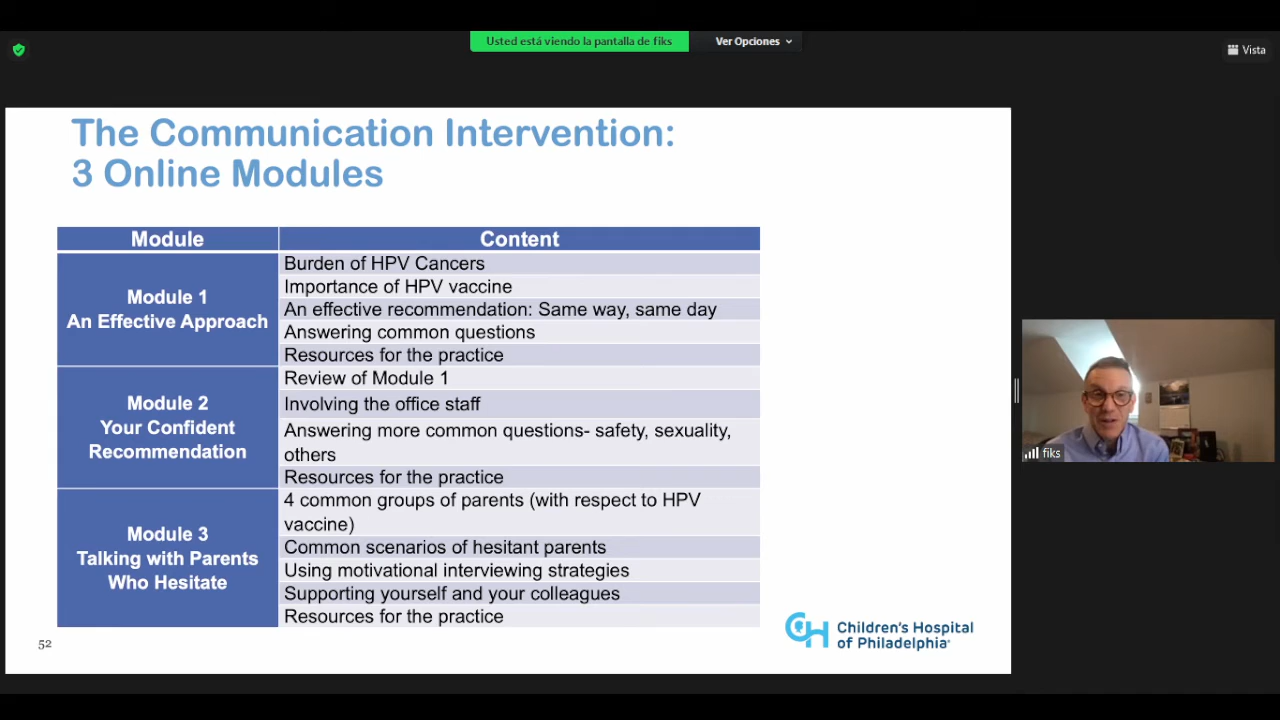 Usted está viendo la pantalla de fiks
Ver Opciones
Vista
The Communication Intervention:
3 Online Modules
Module
Content
Module 1
An Effective Approach
Burden of HPV Cancers
Importance of HPV vaccine
An effective recommendation: Same way, same day
Answering common questions
Resources for the practice
Module 2
Your Confident
Recommendation
Review of Module 1
Involving the office staff
Answering more common questions- safety, sexuality,
others
Resources for the practice
Module 3
Talking with Parents
Who Hesitate
4 common groups of parents (with respect to HPV
vaccine)
Common scenarios of hesitant parents
Using motivational interviewing strategies
Supporting yourself and your colleagues
Resources for the practice
52
CH Children's Hospital
of Philadelphia
fiks